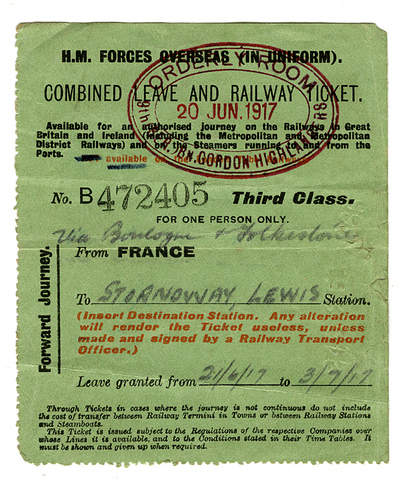 H.M. FORCES OVERSEAS (IN UNIFORM).
ORDERLY ROOM
COMBINED LEAVE AND RAILWAY TICKET.
20 JUN. 1917
Available for an authorised journey on the Railways in Great
Britain and Ireland (including the Metropolitan and Metropolitan
District Railways) and on the Steamers running to and from the
Ports.
available on
GORDON HIGHLANDERS
No. B472405 Third Class.
FOR ONE PERSON ONLY.
Via Boulogne & Folkestone
From FRANCE
Forward Journey.
To STORNOWAY, LEWIS Station.
(Insert Destination Station. Any alteration
will render the Ticket useless, unless
made and signed by a Railway Transport
Officer.)
Leave granted from 21/6/17 to 3/7/17
Through Tickets in cases where the journey is not continuous do not include
the cost of transfer between Railway Termini in Towns or between Railway Stations
and Steamboats.
This Ticket is issued subject to the Regulations of the respective Companies over
whose Lines it is available, and to the Conditions stated in their Time Tables. It
must be shown and given up when required.